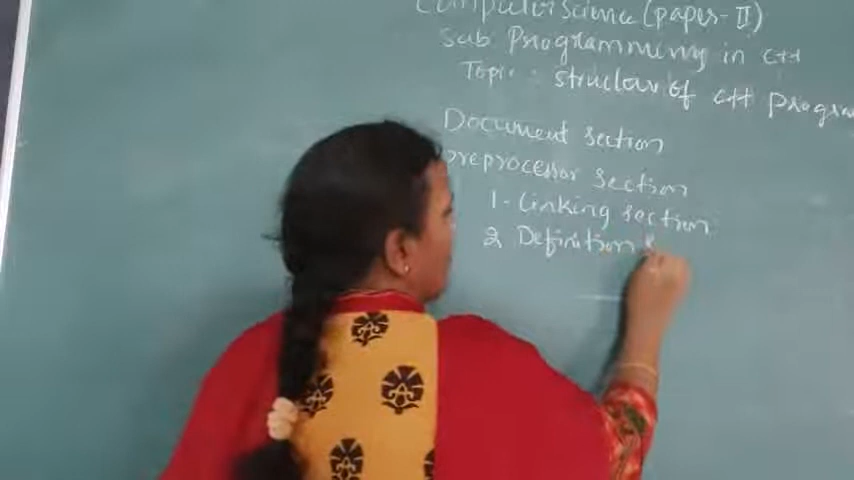 Computer Science (paper-II)
Sub Programming in C++
Topic : structure of C++ Program
Document section
preprocessor section
1- Linking section
2 Definition s